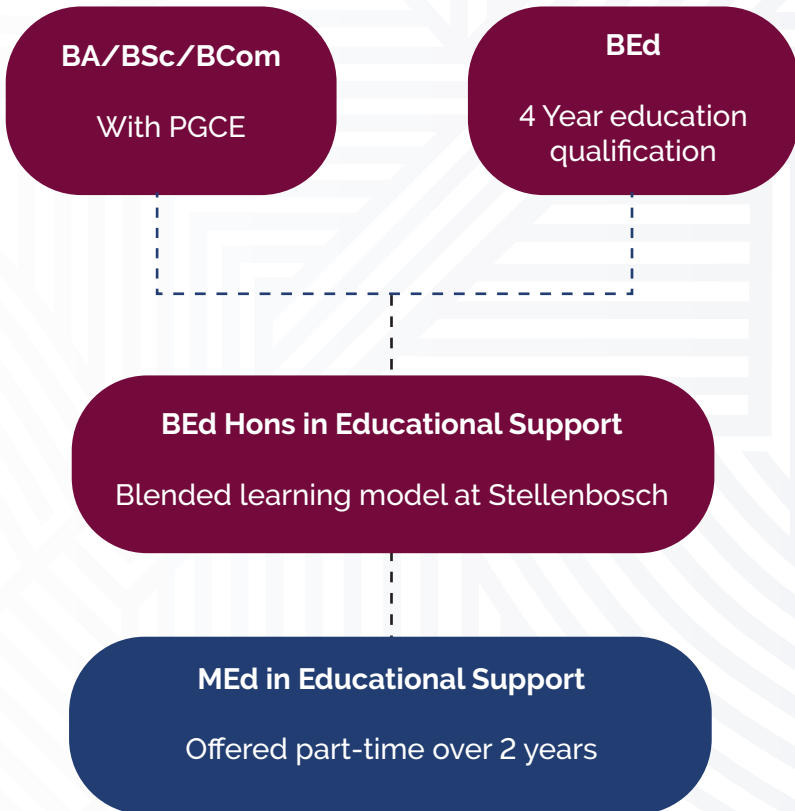 BA/BSc/BCom
With PGCE
BEd
4 Year education
qualification
BEd Hons in Educational Support
Blended learning model at Stellenbosch
MEd in Educational Support
Offered part-time over 2 years